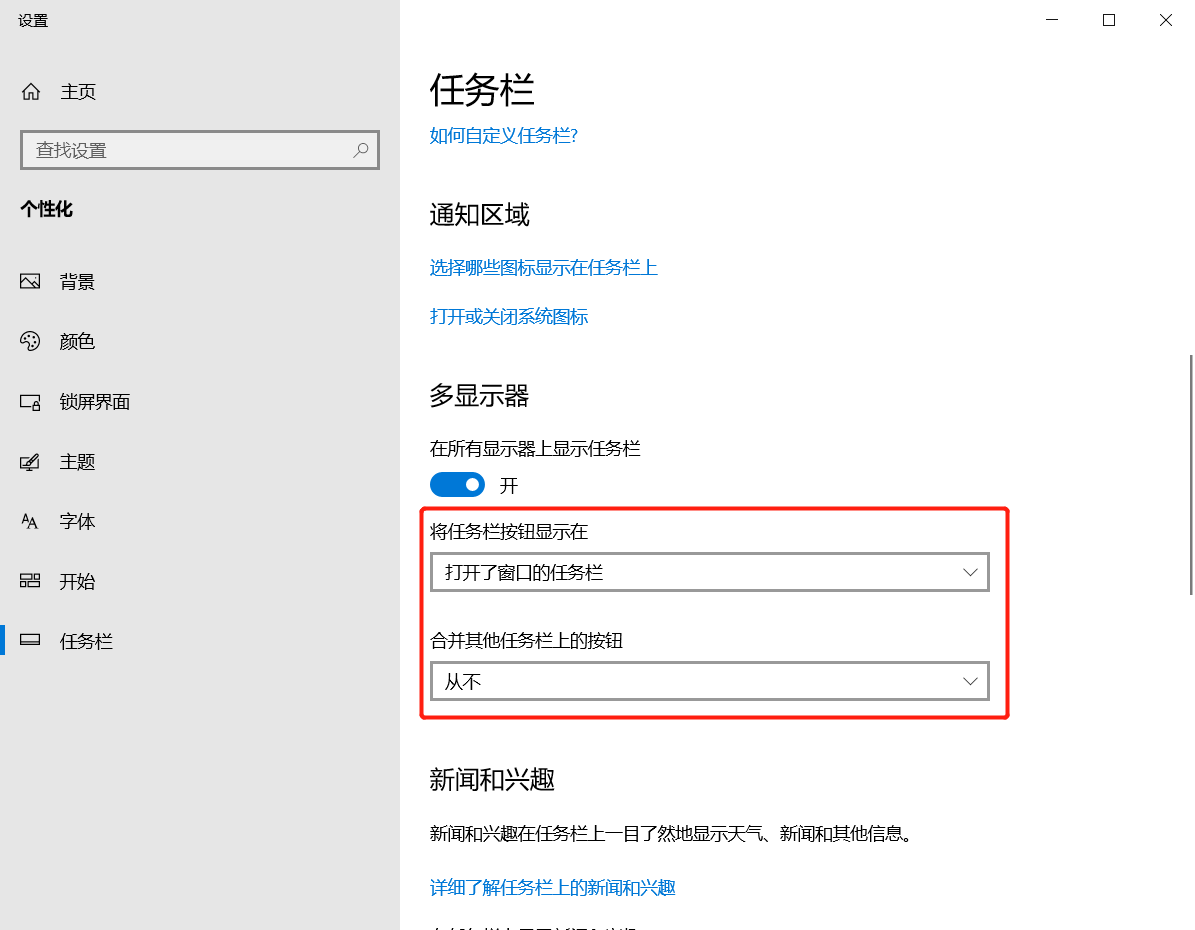 设置
主页
查找设置
个性化
背景
颜色
锁屏界面
主题
字体
开始
任务栏
任务栏
如何自定义任务栏?
通知区域
选择哪些图标显示在任务栏上
打开或关闭系统图标
多显示器
在所有显示器上显示任务栏
开
将任务栏按钮显示在
打开了窗口的任务栏
合并其他任务栏上的按钮
从不
新闻和兴趣
新闻和兴趣在任务栏上一目了然地显示天气、新闻和其他信息。
详细了解任务栏上的新闻和兴趣